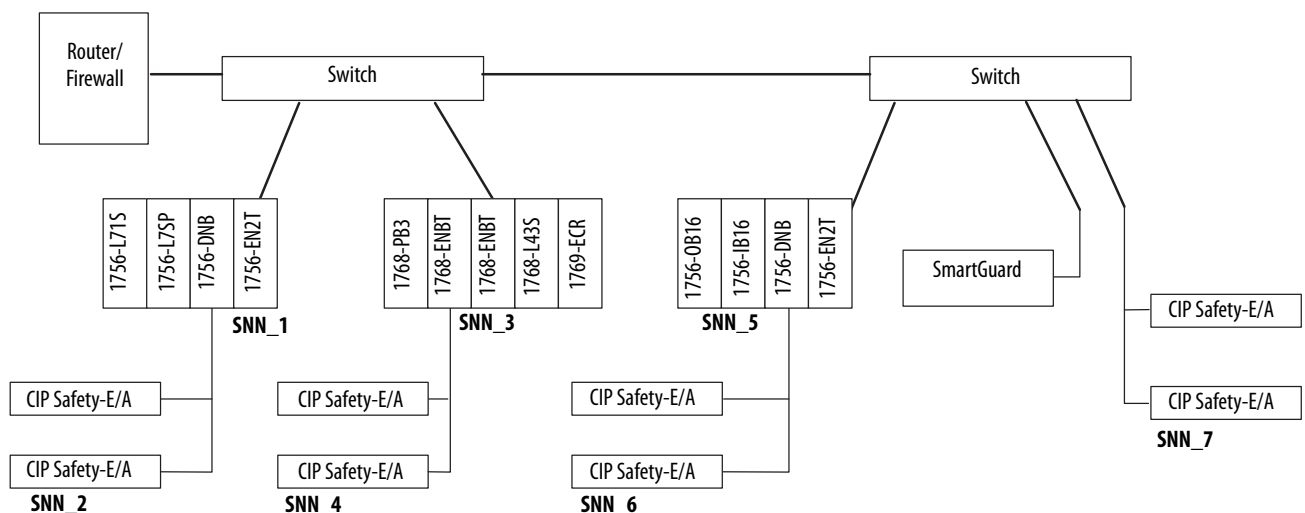 Router/
Firewall
Switch
Switch
1756-L71S
1756-L7SP
1756-DNB
1756-EN2T
1768-PB3
1768-ENBT
1768-ENBT
1768-L43S
1769-ECR
1756-OB16
1756-IB16
1756-DNB
1756-EN2T
SmartGuard
SNN_1
SNN_3
SNN_5
CIP Safety-E/A
CIP Safety-E/A
CIP Safety-E/A
CIP Safety-E/A
CIP Safety-E/A
SNN_7
CIP Safety-E/A
CIP Safety-E/A
CIP Safety-E/A
SNN_2
SNN_4
SNN_6